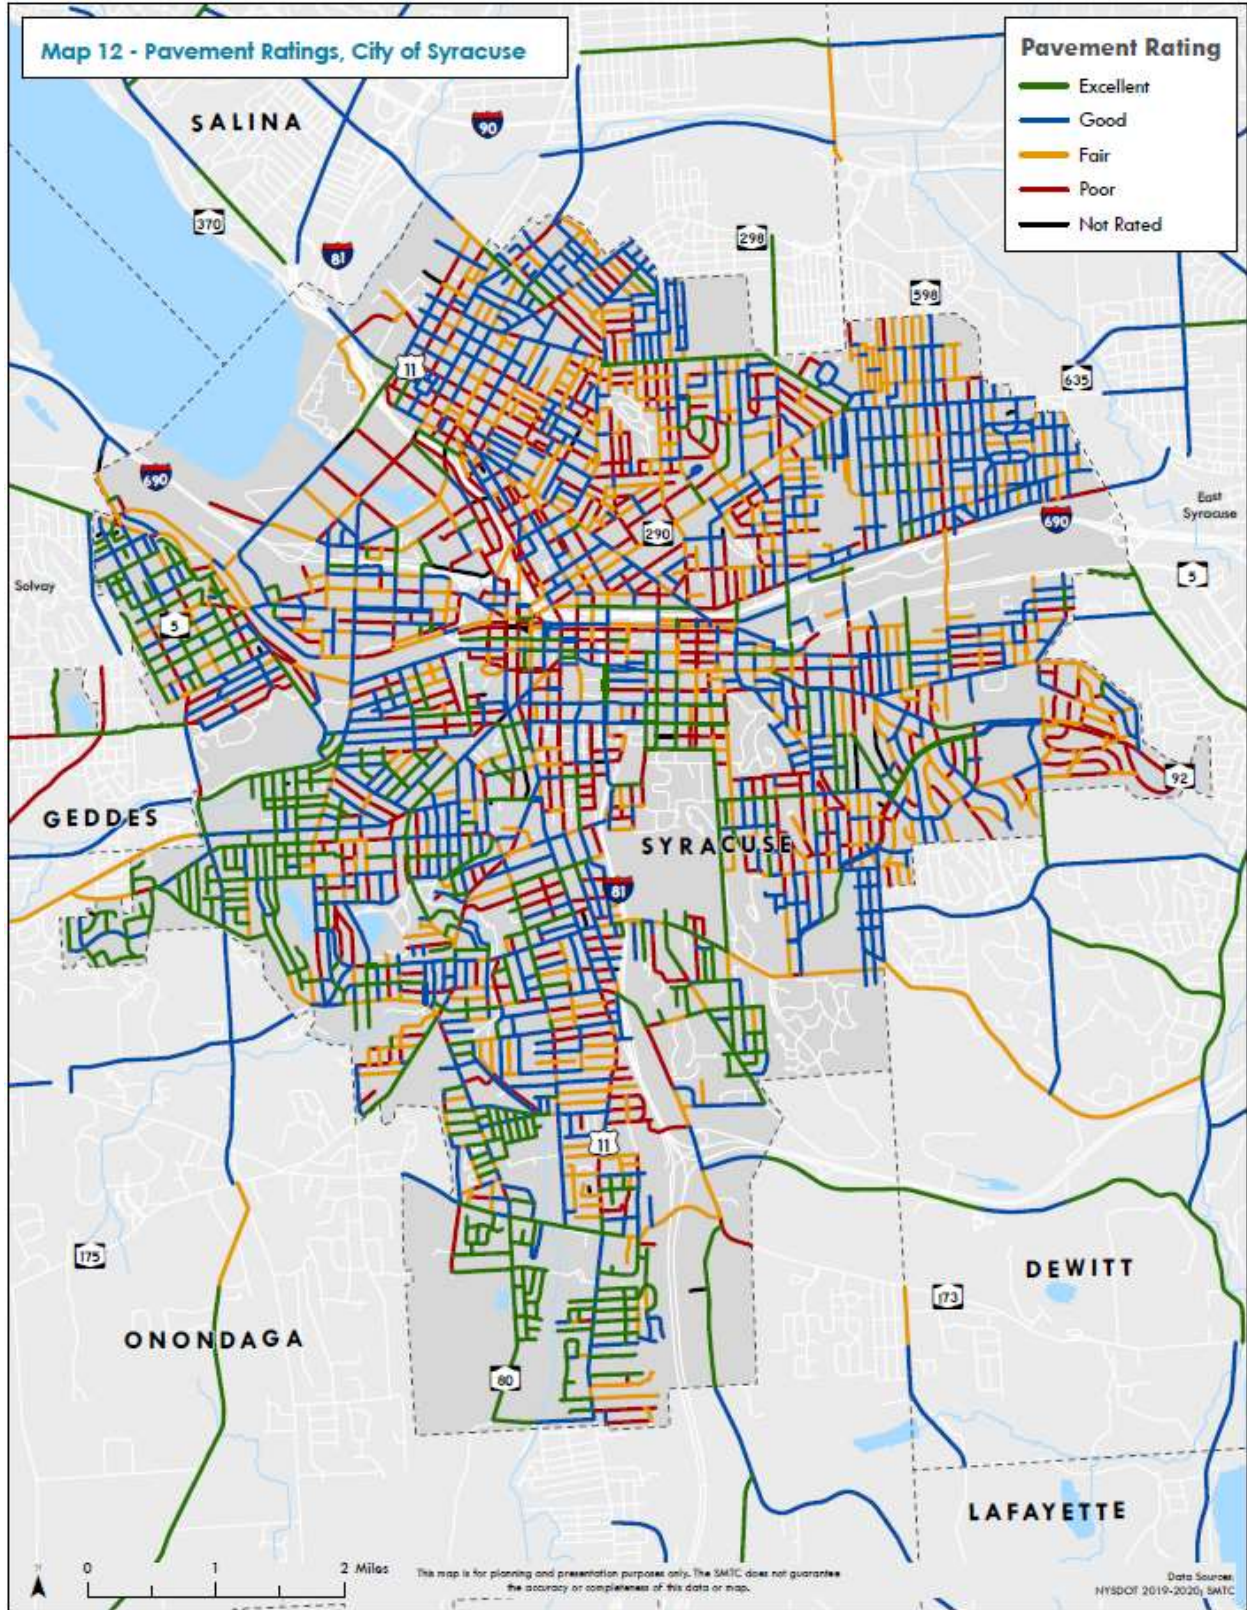 Map 12 - Pavement Ratings, City of Syracuse
Pavement Rating
Excellent
Good
Fair
Poor
Not Rated
SALINA
90
370
81
298
598
11
635
690
East
Syracuse
290
690
Solvay
5
5
92
GEDDES
SYRACUSE
81
11
175
DEWITT
173
ONONDAGA
80
LAFAYETTE
N
0 1 2 Miles
This map is for planning and presentation purposes only. The SMTC does not guarantee
the accuracy or completeness of this data or map.
Data Sources:
NYSDOT 2019-2020; SMTC